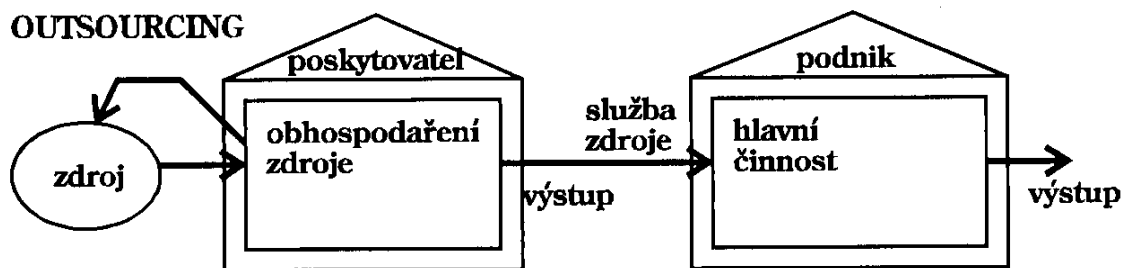 OUTSOURCING
poskytovatel
podnik
zdroj
obhospodaření
zdroje
výstup
služba
zdroje
hlavní
činnost
výstup